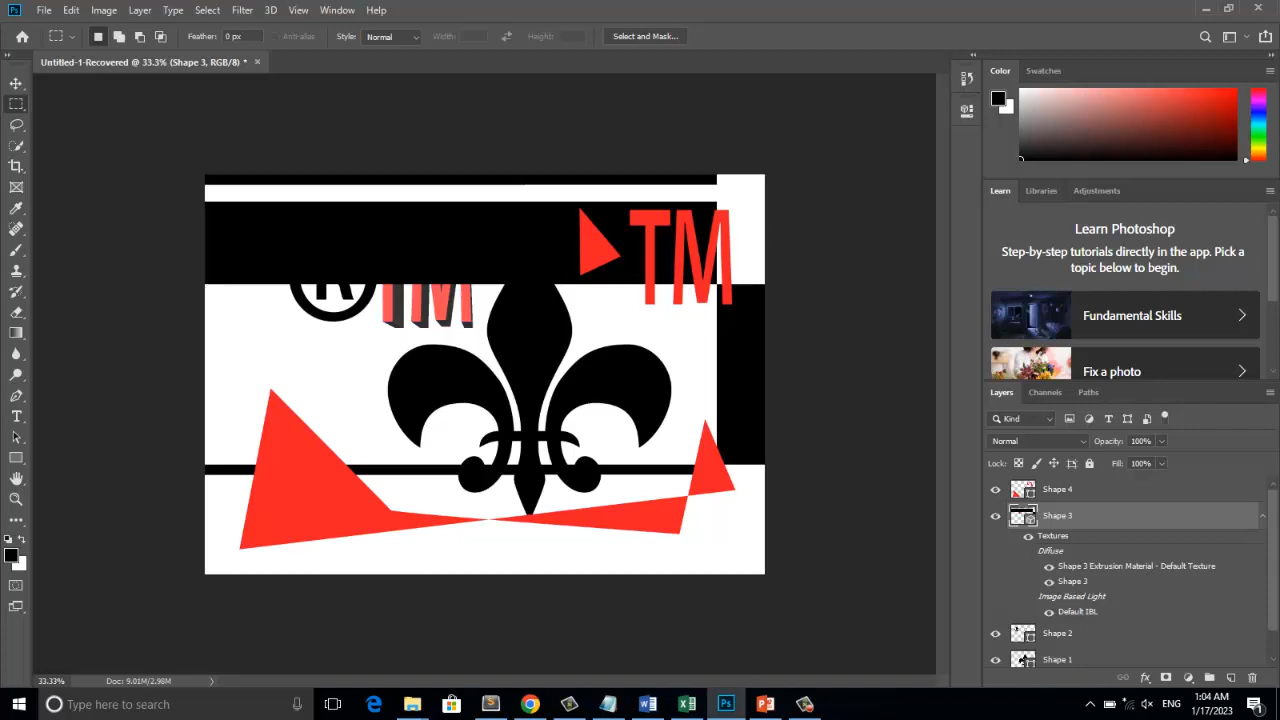 Ps File Edit Image Layer Type Select Filter 3D View Window Help
Feather: 0 px Anti-alias Style: Normal Width: Height: Select and Mask...
Untitled-1-Recovered @ 33.3% (Shape 3, RGB/8) * ×
Color Swatches
Learn Libraries Adjustments
Learn Photoshop
Step-by-step tutorials directly in the app. Pick a
topic below to begin.
Fundamental Skills
Fix a photo
TM
R TM
Layers Channels Paths
Kind
Normal Opacity: 100%
Lock: Fill: 100%
Shape 4
Shape 3
Textures
Diffuse
Shape 3 Extrusion Material - Default Texture
Shape 3
Image Based Light
Default IBL
Shape 2
Shape 1
33.33% Doc: 9.01M/2.98M
Type here to search
ENG
1:04 AM
1/17/2023
1